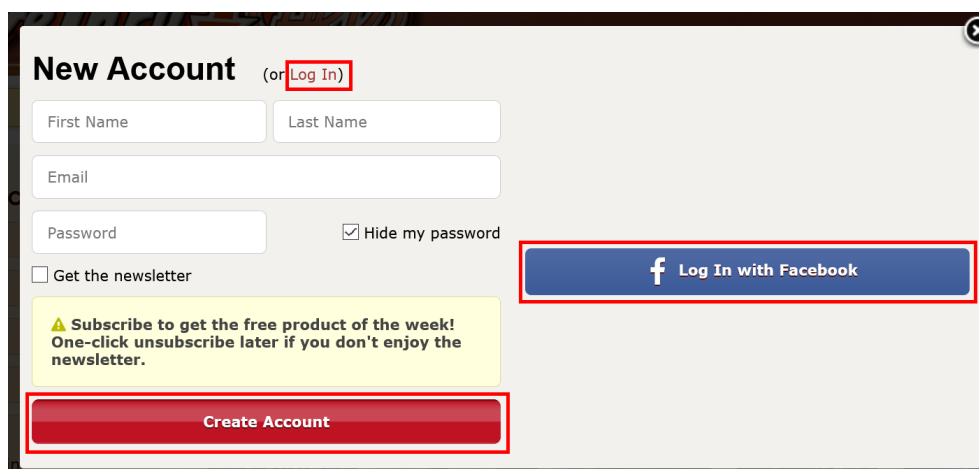 New Account (or Log In)
First Name Last Name
Email
Password Hide my password
Log In with Facebook
Get the newsletter
Subscribe to get the free product of the week!
One-click unsubscribe later if you don't enjoy the
newsletter.
Create Account